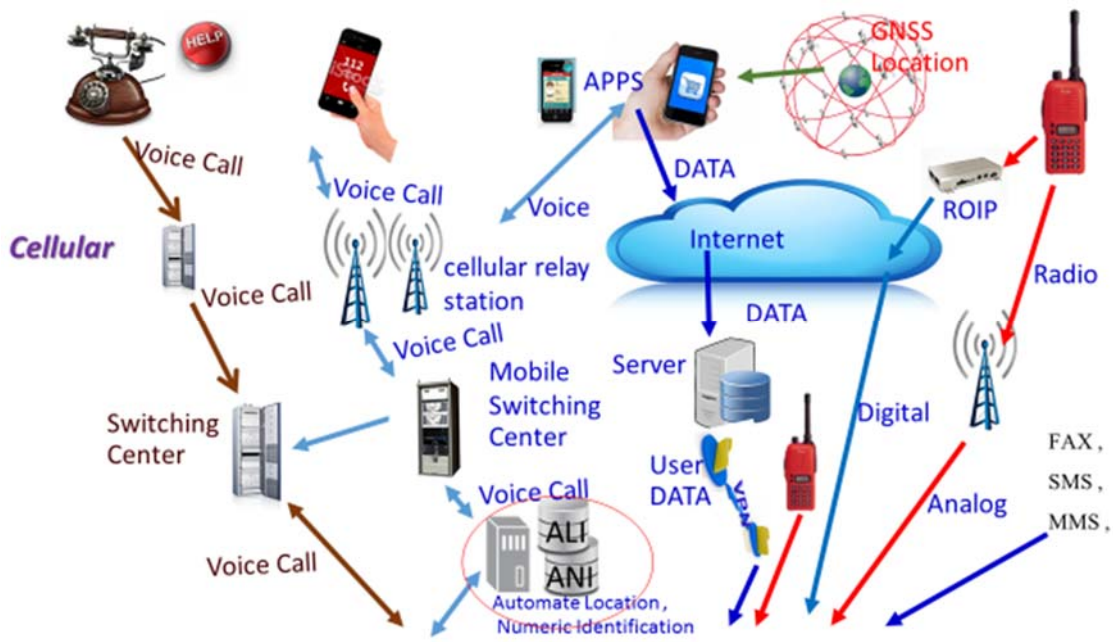 HELP
112
GNSS
Location
APPS
Voice Call
DATA
Voice Call
Voice
ROIP
Cellular
Internet
cellular relay
station
Radio
Voice Call
DATA
Voice Call
Server
Mobile
Switching
Center
Switching
Center
Digital
User
DATA
VPN
FAX ,
SMS ,
MMS ,
Analog
Voice Call
ALI
ANI
Voice Call
Automate Location ,
Numeric Identification